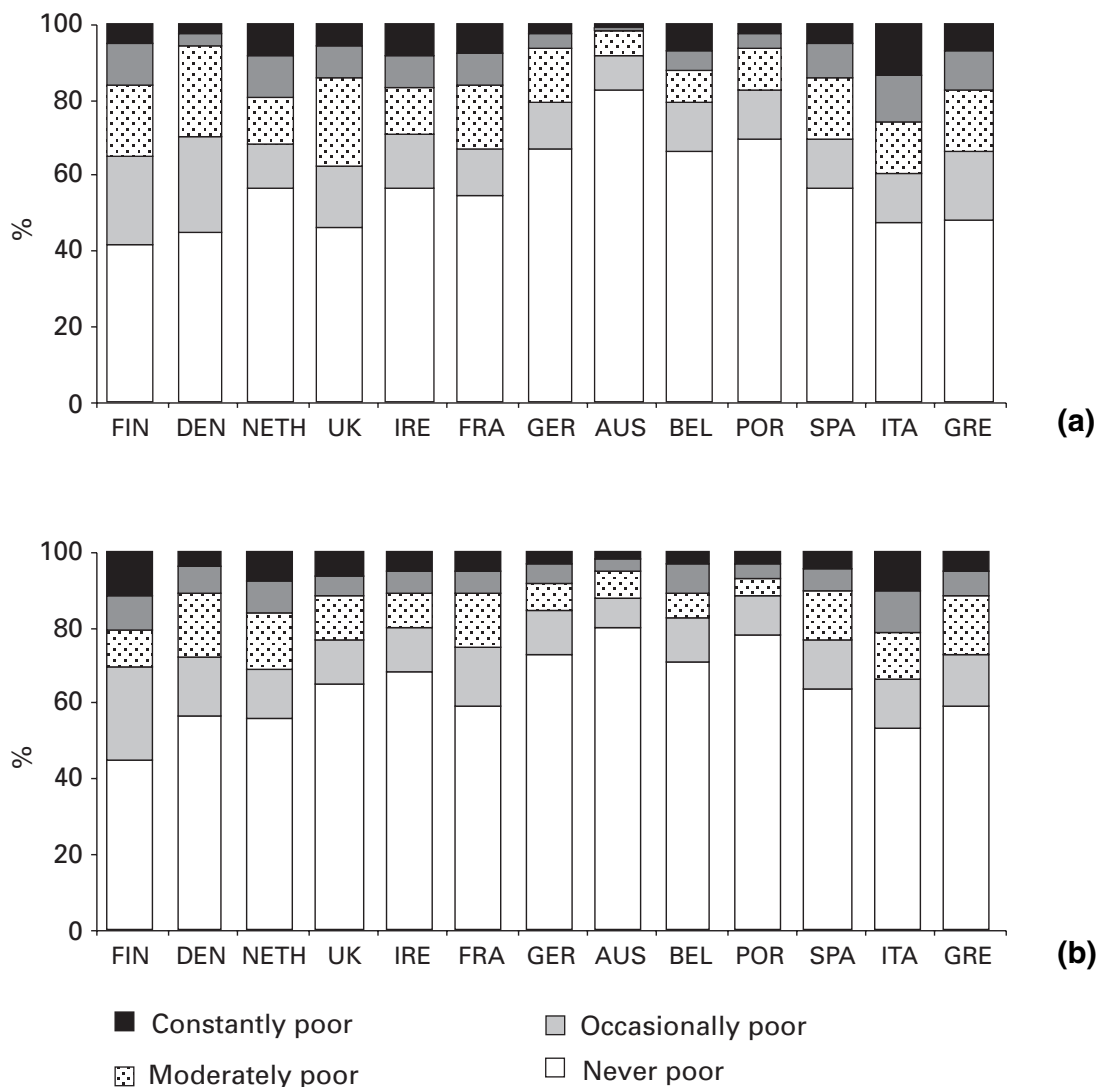 100
80
60
%
40
20
0
FIN DEN NETH UK IRE FRA GER AUS BEL POR SPA ITA GRE
(a)
100
80
60
%
40
20
0
FIN DEN NETH UK IRE FRA GER AUS BEL POR SPA ITA GRE
(b)
Constantly poor Occasionally poor
Moderately poor Never poor